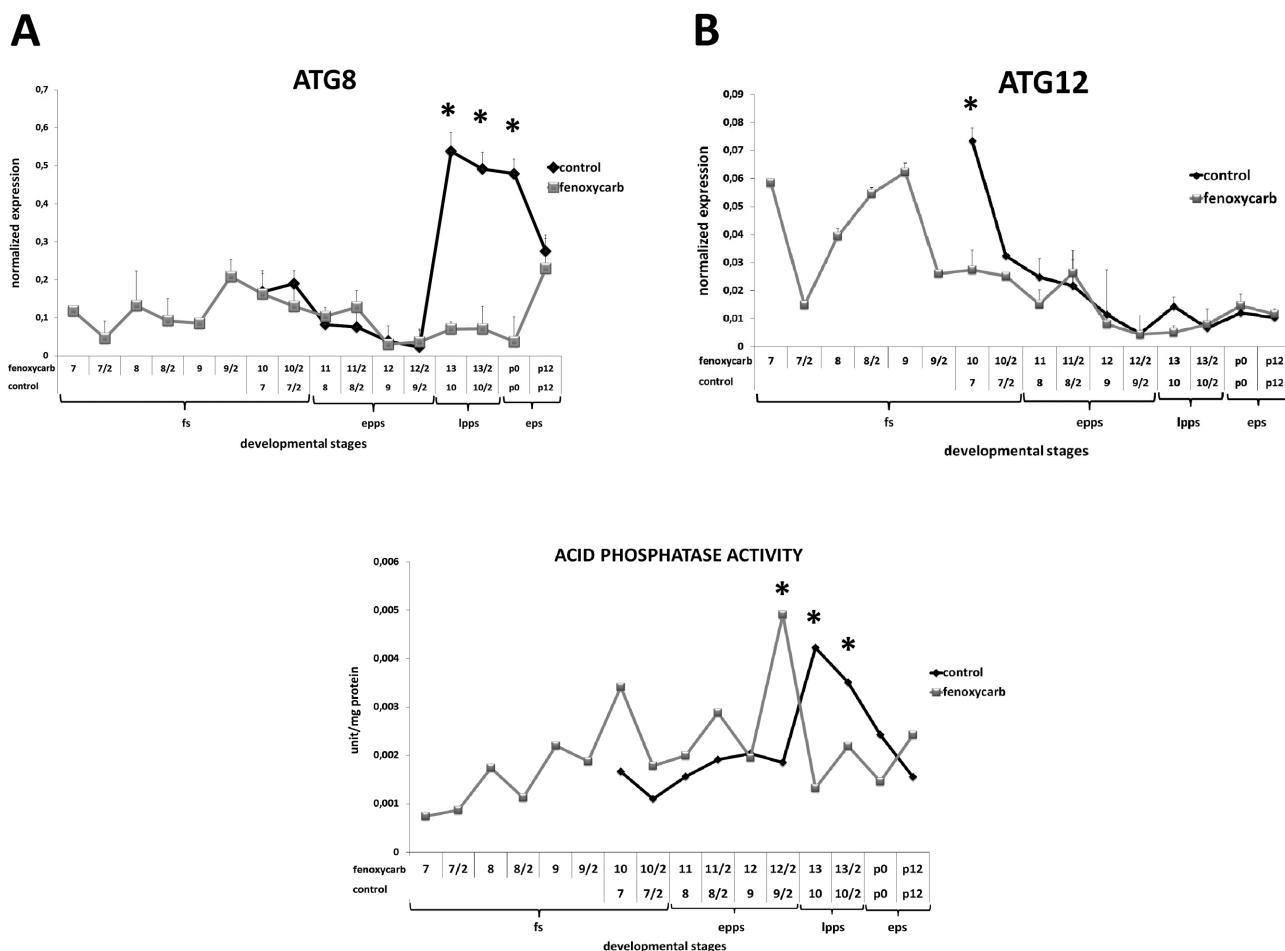 A
ATG8
0,7
0,6
0,5
0,4
0,3
0,2
0,1
0
normalized expression
* * *
control
fenoxycarb
fenoxycarb 7 7/2 8 8/2 9 9/2 10 10/2 11 11/2 12 12/2 13 13/2 p0 p12
control 7 7/2 8 8/2 9 9/2 10 10/2 p0 p12
fs epps lpps eps
developmental stages
B
ATG12
0,09
0,08
0,07
0,06
0,05
0,04
0,03
0,02
0,01
0
normalized expression
*
control
fenoxycarb
fenoxycarb 7 7/2 8 8/2 9 9/2 10 10/2 11 11/2 12 12/2 13 13/2 p0 p12
control 7 7/2 8 8/2 9 9/2 10 10/2 p0 p12
fs epps lpps eps
developmental stages
ACID PHOSPHATASE ACTIVITY
0,006
0,005
0,004
0,003
0,002
0,001
0
unit/mg protein
* * *
control
fenoxycarb
fenoxycarb 7 7/2 8 8/2 9 9/2 10 10/2 11 11/2 12 12/2 13 13/2 p0 p12
control 7 7/2 8 8/2 9 9/2 10 10/2 p0 p12
fs epps lpps eps
developmental stages